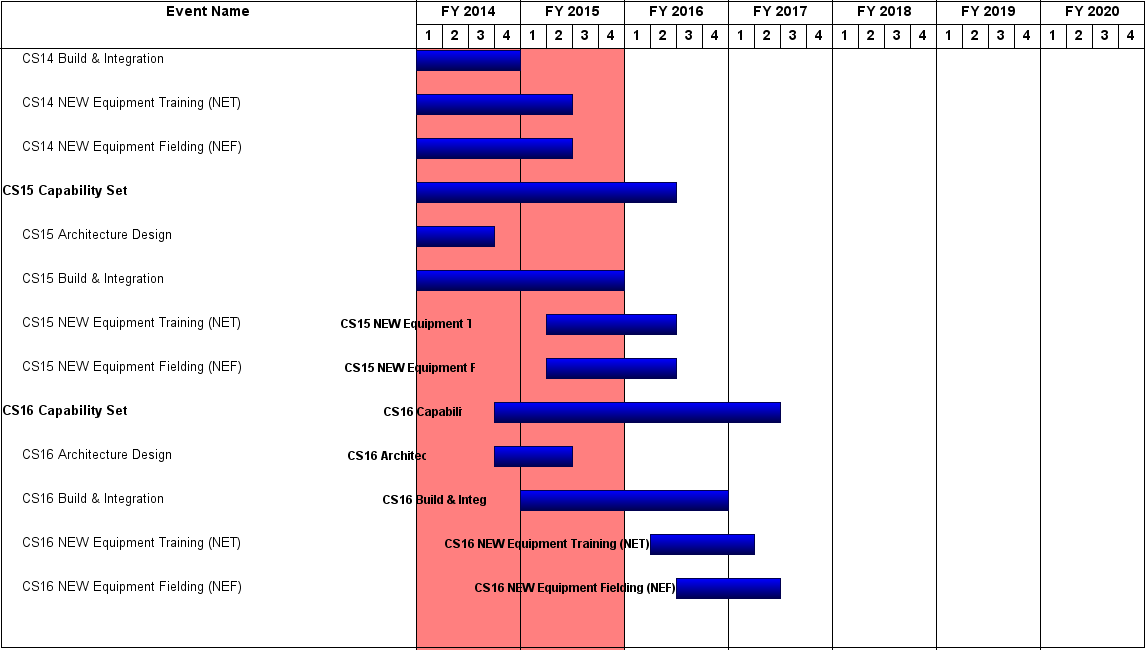 Event Name FY 2014 FY 2015 FY 2016 FY 2017 FY 2018 FY 2019 FY 2020
1 2 3 4 1 2 3 4 1 2 3 4 1 2 3 4 1 2 3 4 1 2 3 4 1 2 3 4
CS14 Build & Integration
CS14 NEW Equipment Training (NET)
CS14 NEW Equipment Fielding (NEF)
CS15 Capability Set
CS15 Architecture Design
CS15 Build & Integration
CS15 NEW Equipment Training (NET) CS15 NEW Equipment T
CS15 NEW Equipment Fielding (NEF) CS15 NEW Equipment F
CS16 Capability Set CS16 Capabili
CS16 Architecture Design CS16 Architec
CS16 Build & Integration CS16 Build & Integ
CS16 NEW Equipment Training (NET) CS16 NEW Equipment Training (NET)
CS16 NEW Equipment Fielding (NEF) CS16 NEW Equipment Fielding (NEF)